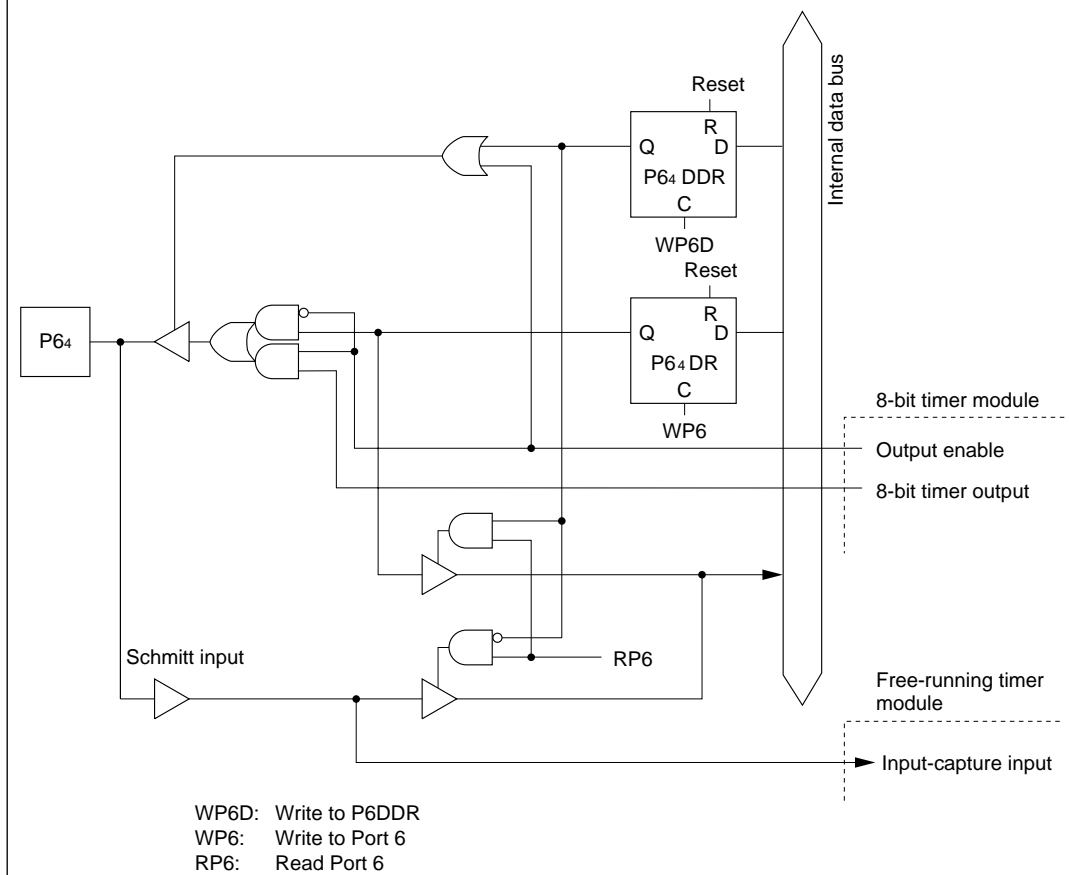 Reset
R
Q D
P6₄ DDR
C
WP6D
Reset
R
Q D
P6₄ DR
C
WP6
P6₄
Internal data bus
8-bit timer module
Output enable
8-bit timer output
RP6
Schmitt input
Free-running timer
module
Input-capture input
WP6D: Write to P6DDR
WP6: Write to Port 6
RP6: Read Port 6